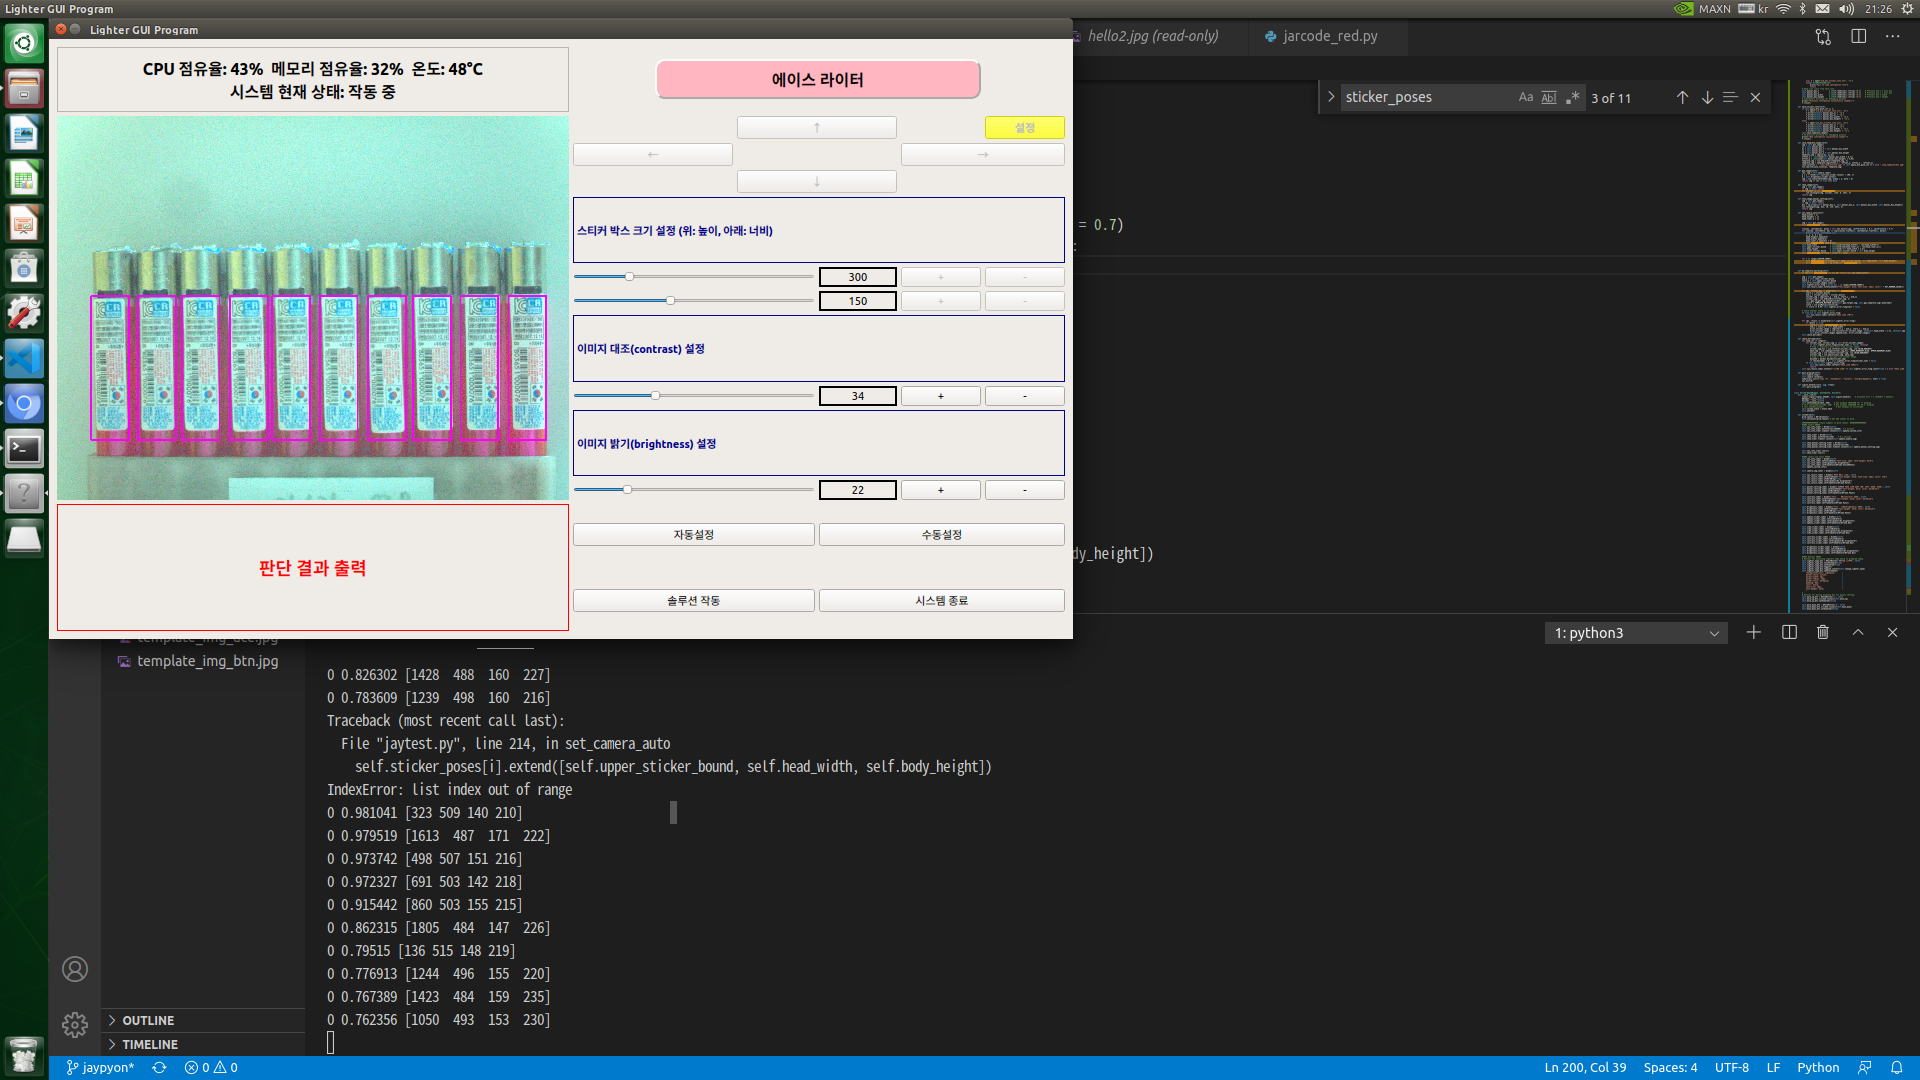 Lighter GUI Program
MAXN kr 21:26
Lighter GUI Program
CPU 점유율: 43% 메모리 점유율: 32% 온도: 48°C
시스템 현재 상태: 작동 중
에이스 라이터
↑
설정
←
→
↓
스티커 박스 크기 설정 (위: 높이, 아래: 너비)
300 + -
150 + -
이미지 대조(contrast) 설정
34 + -
이미지 밝기(brightness) 설정
22 + -
자동설정 수동설정
솔루션 작동 시스템 종료
판단 결과 출력
hello2.jpg (read-only)
jarcode_red.py
sticker_poses
Aa Abl .*
3 of 11
= 0.7)
:
dy_height])
1: python3
template_img_btn.jpg
0 0.826302 [1428 488 160 227]
0 0.783609 [1239 498 160 216]
Traceback (most recent call last):
File "jaytest.py", line 214, in set_camera_auto
self.sticker_poses[i].extend([self.upper_sticker_bound, self.head_width, self.body_height])
IndexError: list index out of range
0 0.981041 [323 509 140 210]
0 0.979519 [1613 487 171 222]
0 0.973742 [498 507 151 216]
0 0.972327 [691 503 142 218]
0 0.915442 [860 503 155 215]
0 0.862315 [1805 484 147 226]
0 0.79515 [136 515 148 219]
0 0.776913 [1244 496 155 220]
0 0.767389 [1423 484 159 235]
0 0.762356 [1050 493 153 230]
OUTLINE
TIMELINE
jaypyon* 0 0
Ln 200, Col 39 Spaces: 4 UTF-8 LF Python